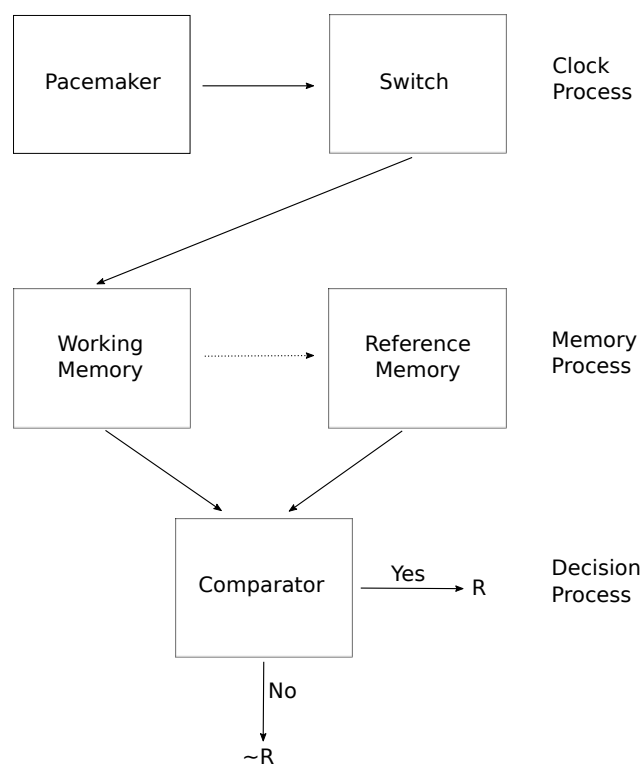 Pacemaker
Switch
Clock
Process
Working
Memory
Reference
Memory
Memory
Process
Comparator
Yes
R
Decision
Process
No
~R